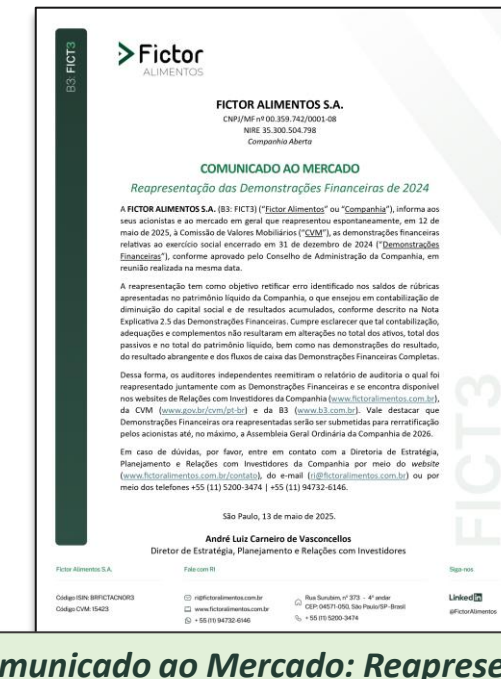 B3: FICT3
Fictor
ALIMENTOS
FICTOR ALIMENTOS S.A.
CNPJ/MF nº 00.359.742/0001-08
NIRE 35.300.504.798
Companhia Aberta
COMUNICADO AO MERCADO
Reapresentação das Demonstrações Financeiras de 2024
A FICTOR ALIMENTOS S.A. (B3: FICT3) ("Fictor Alimentos" ou "Companhia"), informa aos
seus acionistas e ao mercado em geral que reapresentou espontaneamente, em 12 de
maio de 2025, à Comissão de Valores Mobiliários ("CVM"), as demonstrações financeiras
relativas ao exercício social encerrado em 31 de dezembro de 2024 ("Demonstrações
Financeiras"), conforme aprovado pelo Conselho de Administração da Companhia, em
reunião realizada na mesma data.
A reapresentação tem como objetivo retificar erro identificado nos saldos de rúbricas
apresentadas no patrimônio líquido da Companhia, o que ensejou em contabilização de
diminuição do capital social e de resultados acumulados, conforme descrito na Nota
Explicativa 2.5 das Demonstrações Financeiras. Cumpre esclarecer que tal contabilização,
adequações e complementos não resultaram em alterações no total dos ativos, total dos
passivos e no total do patrimônio líquido, bem como nas demonstrações do resultado,
do resultado abrangente e dos fluxos de caixa das Demonstrações Financeiras Completas.
Dessa forma, os auditores independentes reemitiram o relatório de auditoria o qual foi
reapresentado juntamente com as Demonstrações Financeiras e se encontra disponível
nos websites de Relações com Investidores da Companhia (www.fictoralimentos.com.br),
da CVM (www.gov.br/cvm/pt-br) e da B3 (www.b3.com.br). Vale destacar que
Demonstrações Financeiras ora reapresentadas serão ser submetidas para rerratificação
pelos acionistas até, no máximo, a Assembleia Geral Ordinária da Companhia de 2026.
Em caso de dúvidas, por favor, entre em contato com a Diretoria de Estratégia,
Planejamento e Relações com Investidores da Companhia por meio do website
(www.fictoralimentos.com.br/contato), do e-mail (ri@fictoralimentos.com.br) ou por
meio dos telefones +55 (11) 5200-3474 | +55 (11) 94732-6146.
São Paulo, 13 de maio de 2025.
André Luiz Carneiro de Vasconcellos
Diretor de Estratégia, Planejamento e Relações com Investidores
FICT3
Fictor Alimentos S.A.
Fale com RI
Siga-nos
Código ISIN: BRFICTACNOR3
Código CVM: 15423
ri@fictoralimentos.com.br
www.fictoralimentos.com.br
+ 55 (11) 94732-6146
Rua Surubim, nº 373 - 4º andar
CEP: 04571-050, São Paulo/SP-Brasil
+ 55 (11) 5200-3474
Linked in
@FictorAlimentos
municado ao Mercado: Reaprese